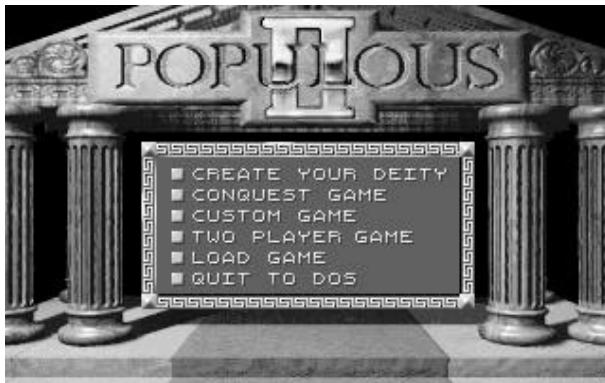 POPULOUS
II
CREATE YOUR DEITY
CONQUEST GAME
CUSTOM GAME
TWO PLAYER GAME
LOAD GAME
QUIT TO DOS